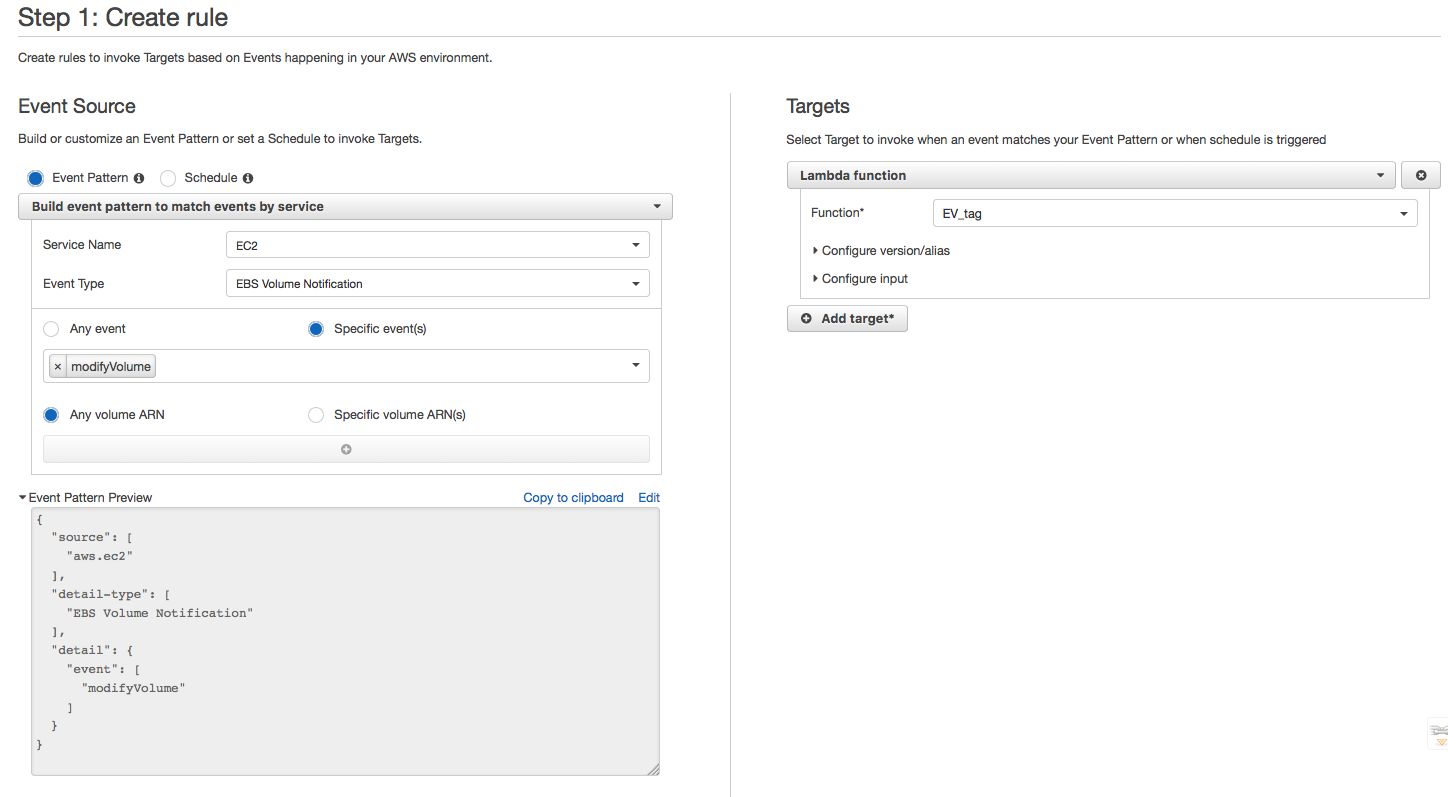 Step 1: Create rule
Create rules to invoke Targets based on Events happening in your AWS environment.
Event Source
Build or customize an Event Pattern or set a Schedule to invoke Targets.
Event Pattern
Schedule
Build event pattern to match events by service
Service Name
EC2
Event Type
EBS Volume Notification
Any event
Specific event(s)
× modifyVolume
Any volume ARN
Specific volume ARN(s)
Event Pattern Preview
Copy to clipboard
Edit
{
  "source": [
    "aws.ec2"
  ],
  "detail-type": [
    "EBS Volume Notification"
  ],
  "detail": {
    "event": [
      "modifyVolume"
    ]
  }
}
Targets
Select Target to invoke when an event matches your Event Pattern or when schedule is triggered
Lambda function
Function*
EV_tag
Configure version/alias
Configure input
Add target*